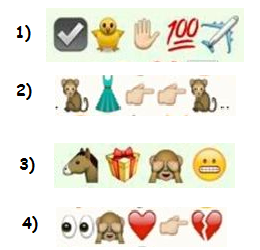 1) ✔🐥✋💯✈
2) 🐒👗👉👉🐒..
3) 🐴🎁🙈😬
4) 👀🙈❤👉💔